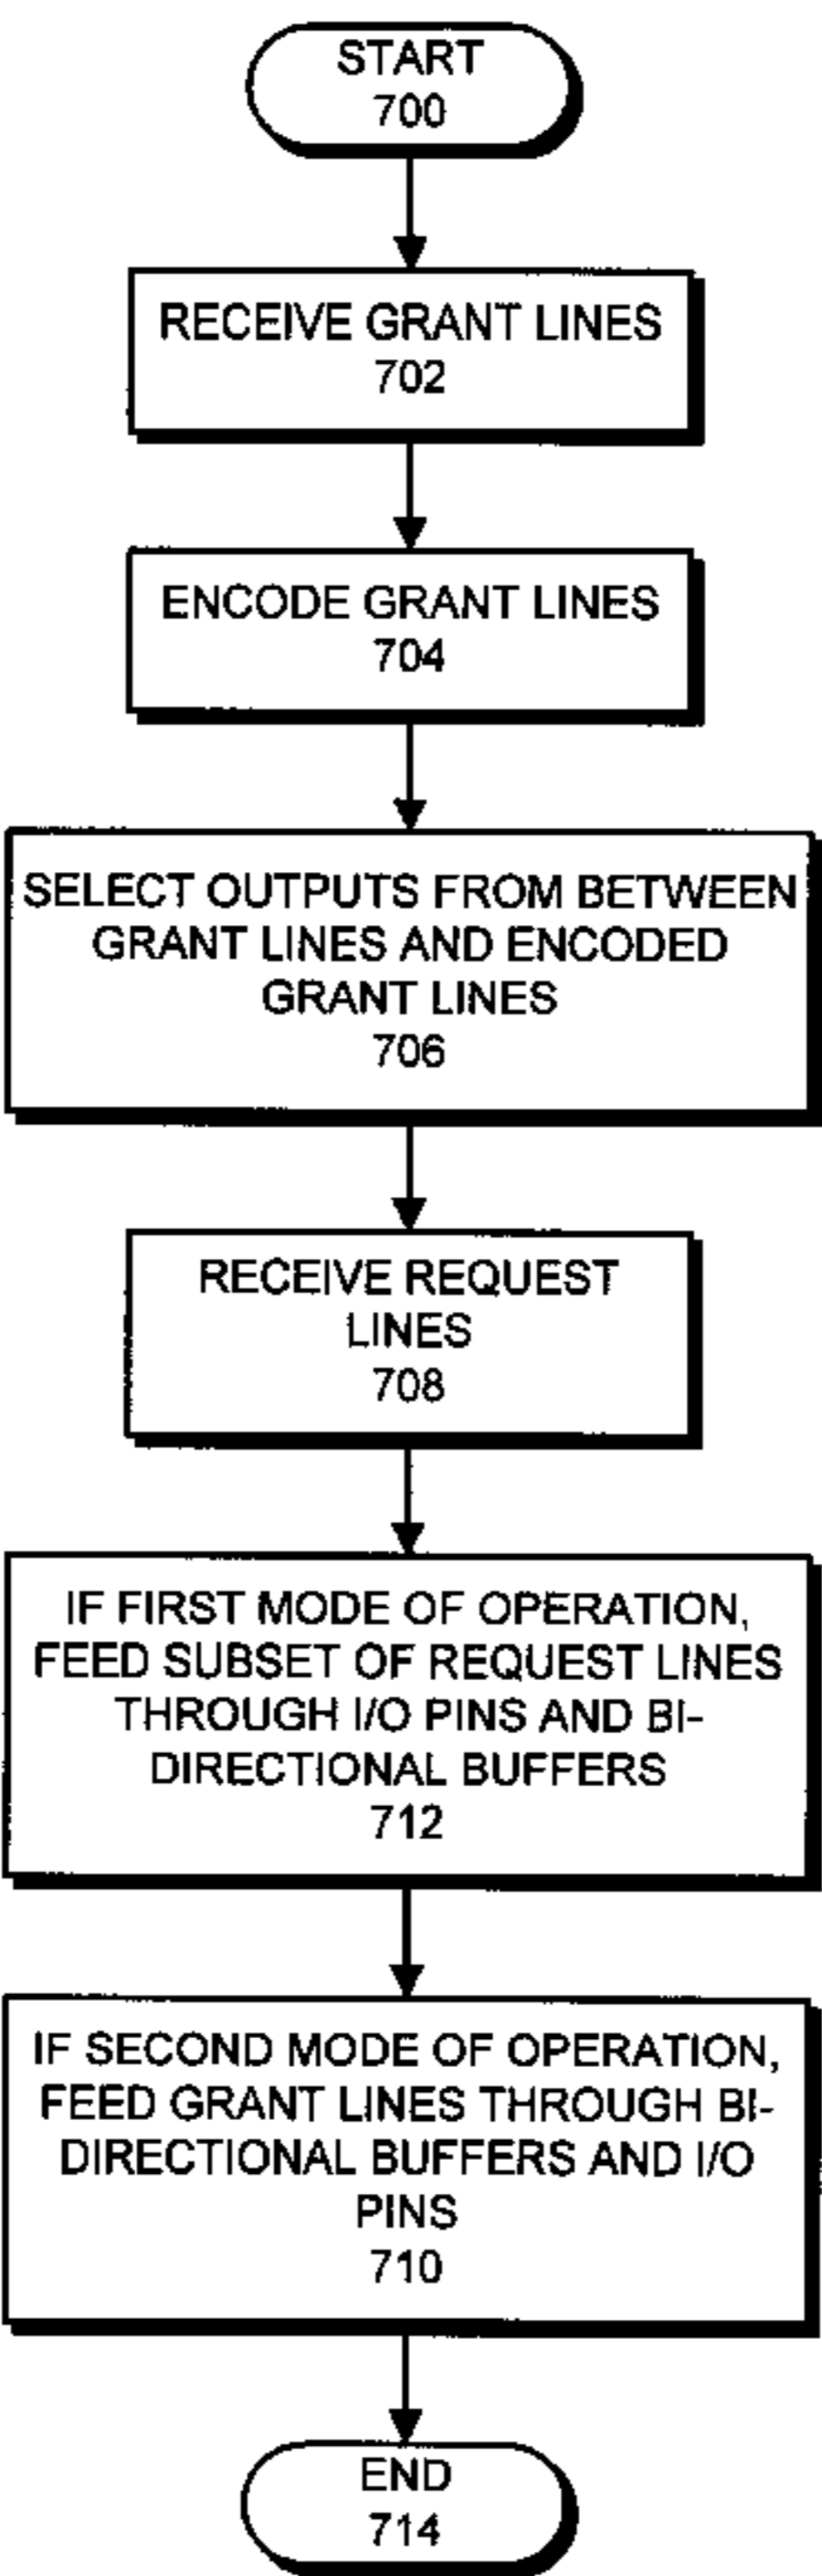 START
700
RECEIVE GRANT LINES
702
ENCODE GRANT LINES
704
SELECT OUTPUTS FROM BETWEEN
GRANT LINES AND ENCODED
GRANT LINES
706
RECEIVE REQUEST
LINES
708
IF FIRST MODE OF OPERATION,
FEED SUBSET OF REQUEST LINES
THROUGH I/O PINS AND BI-
DIRECTIONAL BUFFERS
712
IF SECOND MODE OF OPERATION,
FEED GRANT LINES THROUGH BI-
DIRECTIONAL BUFFERS AND I/O
PINS
710
END
714